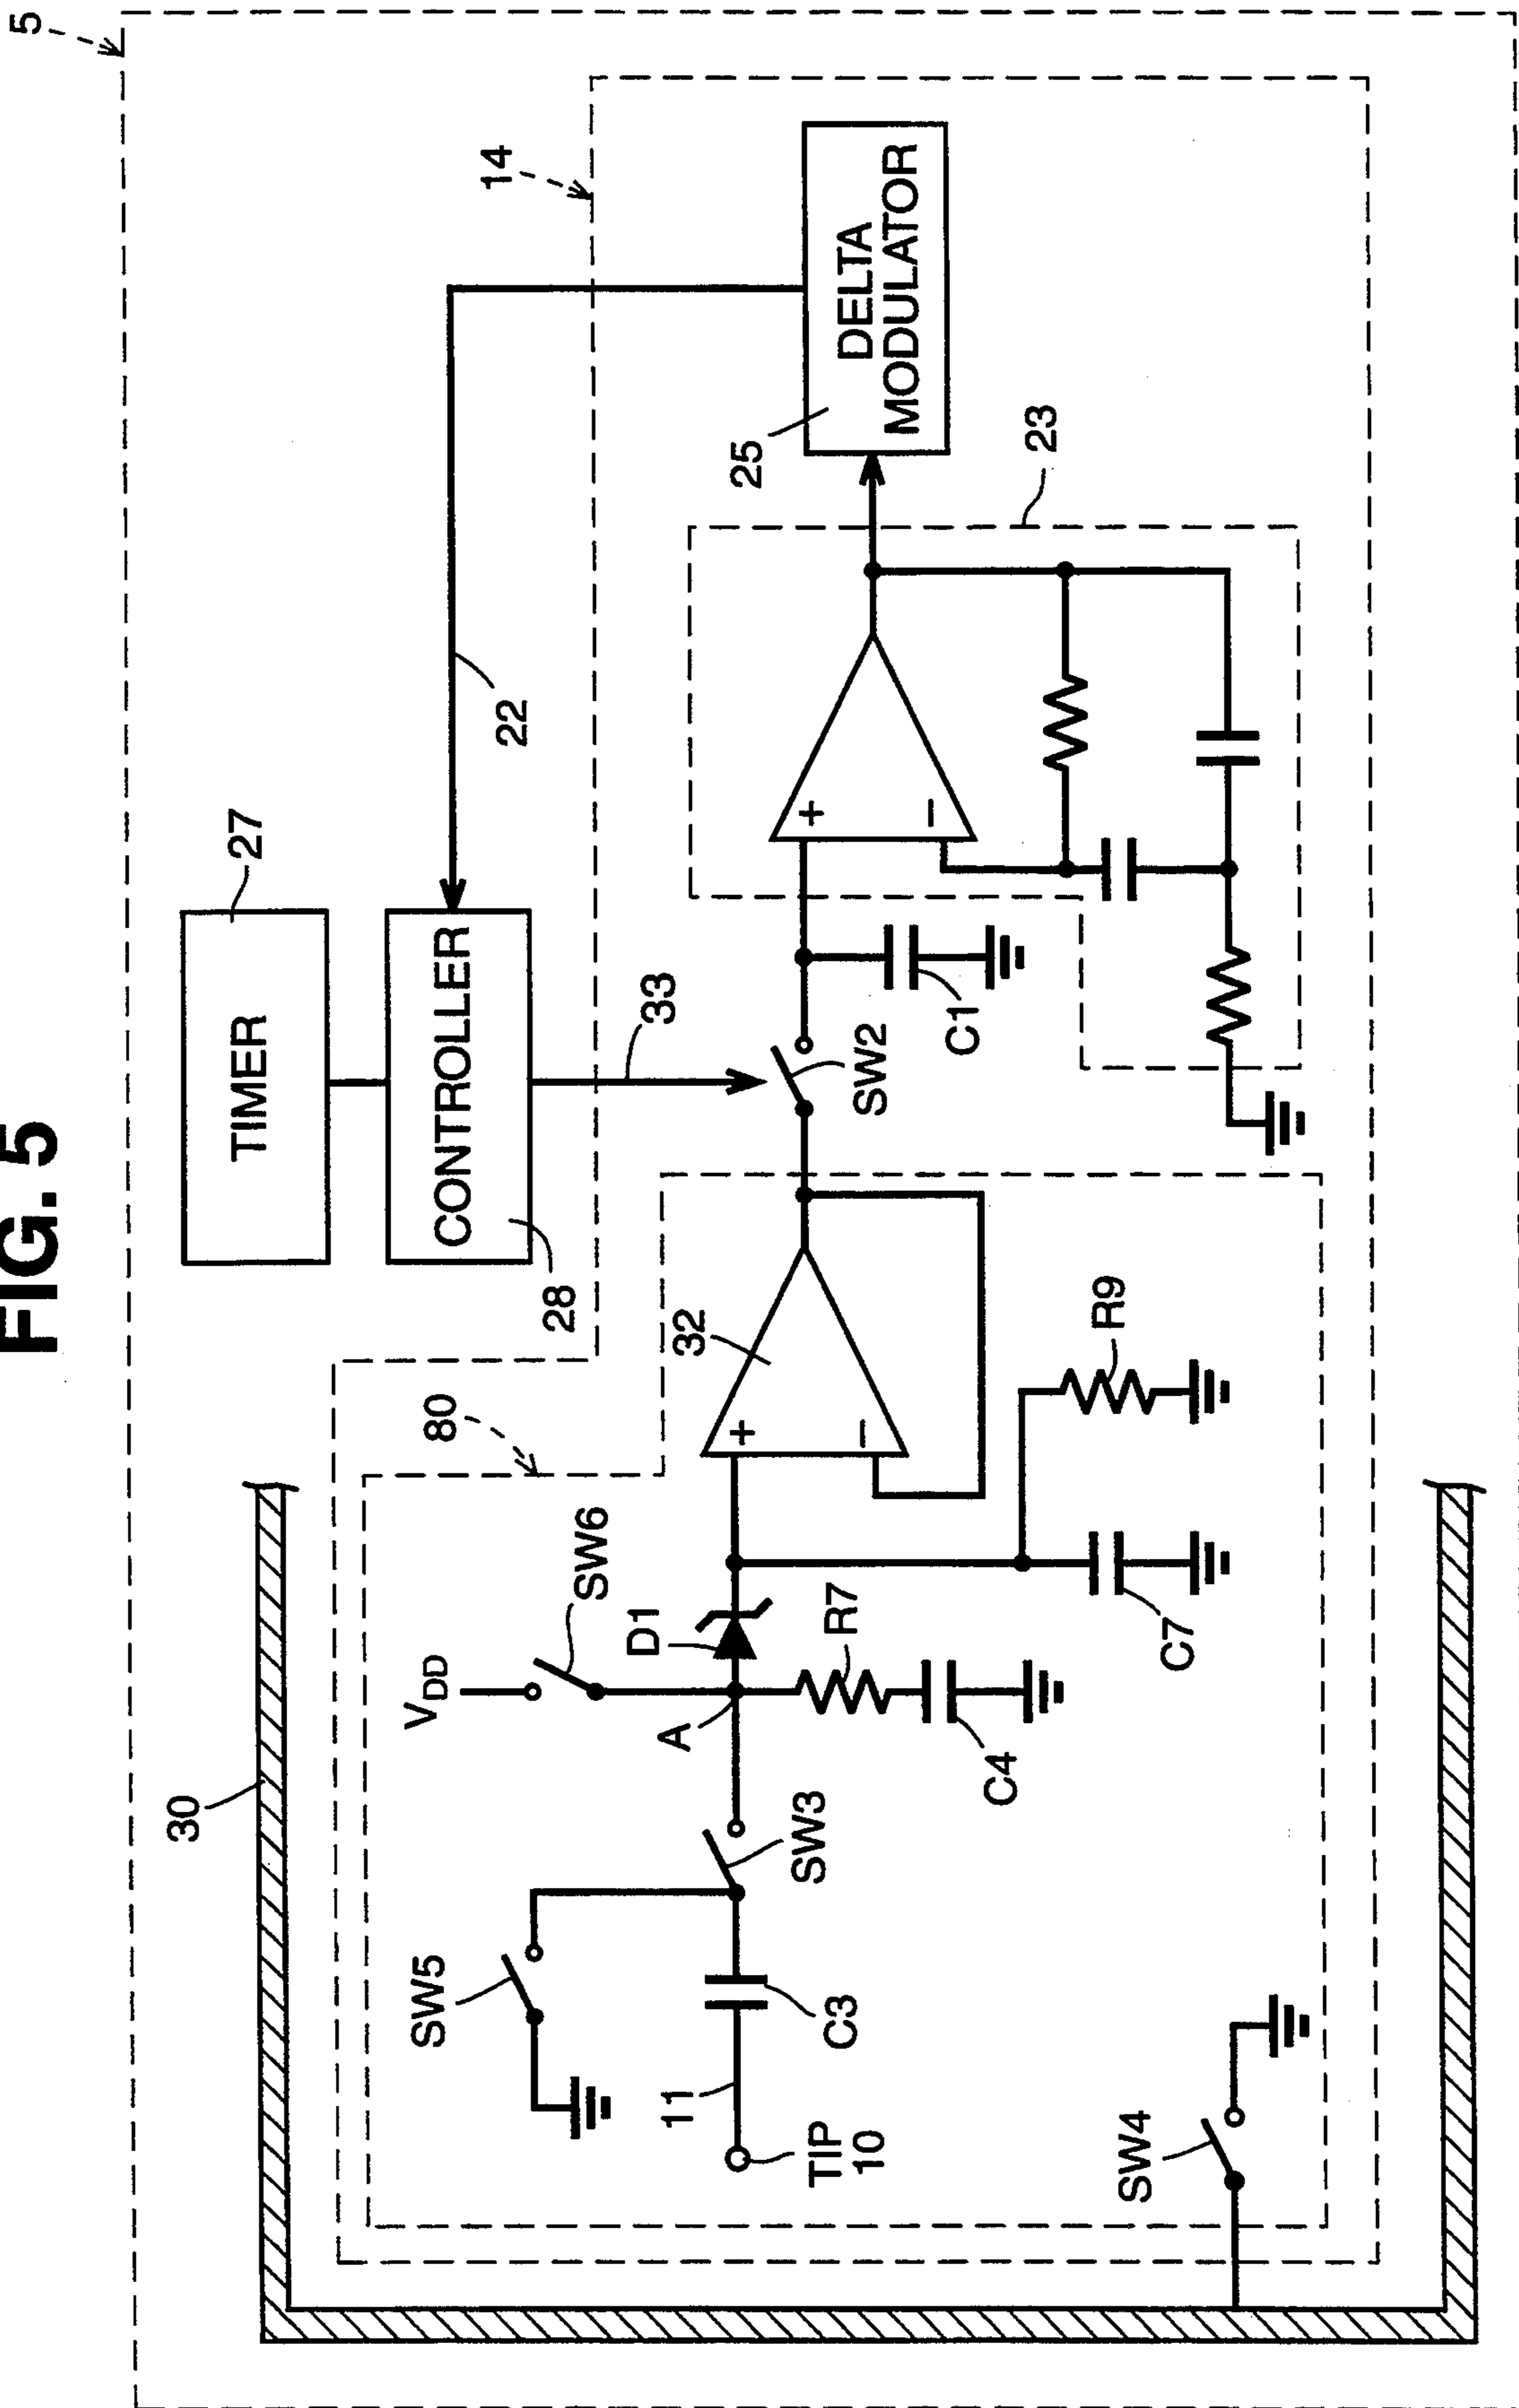 FIG. 5
5
14
TIMER
27
CONTROLLER
28
22
33
DELTA
MODULATOR
25
23
30
80
VDD
SW6
D1
A
R7
C4
SW5
SW3
C3
11
TIP
10
SW4
32
+
−
R9
C7
SW2
C1
+
−